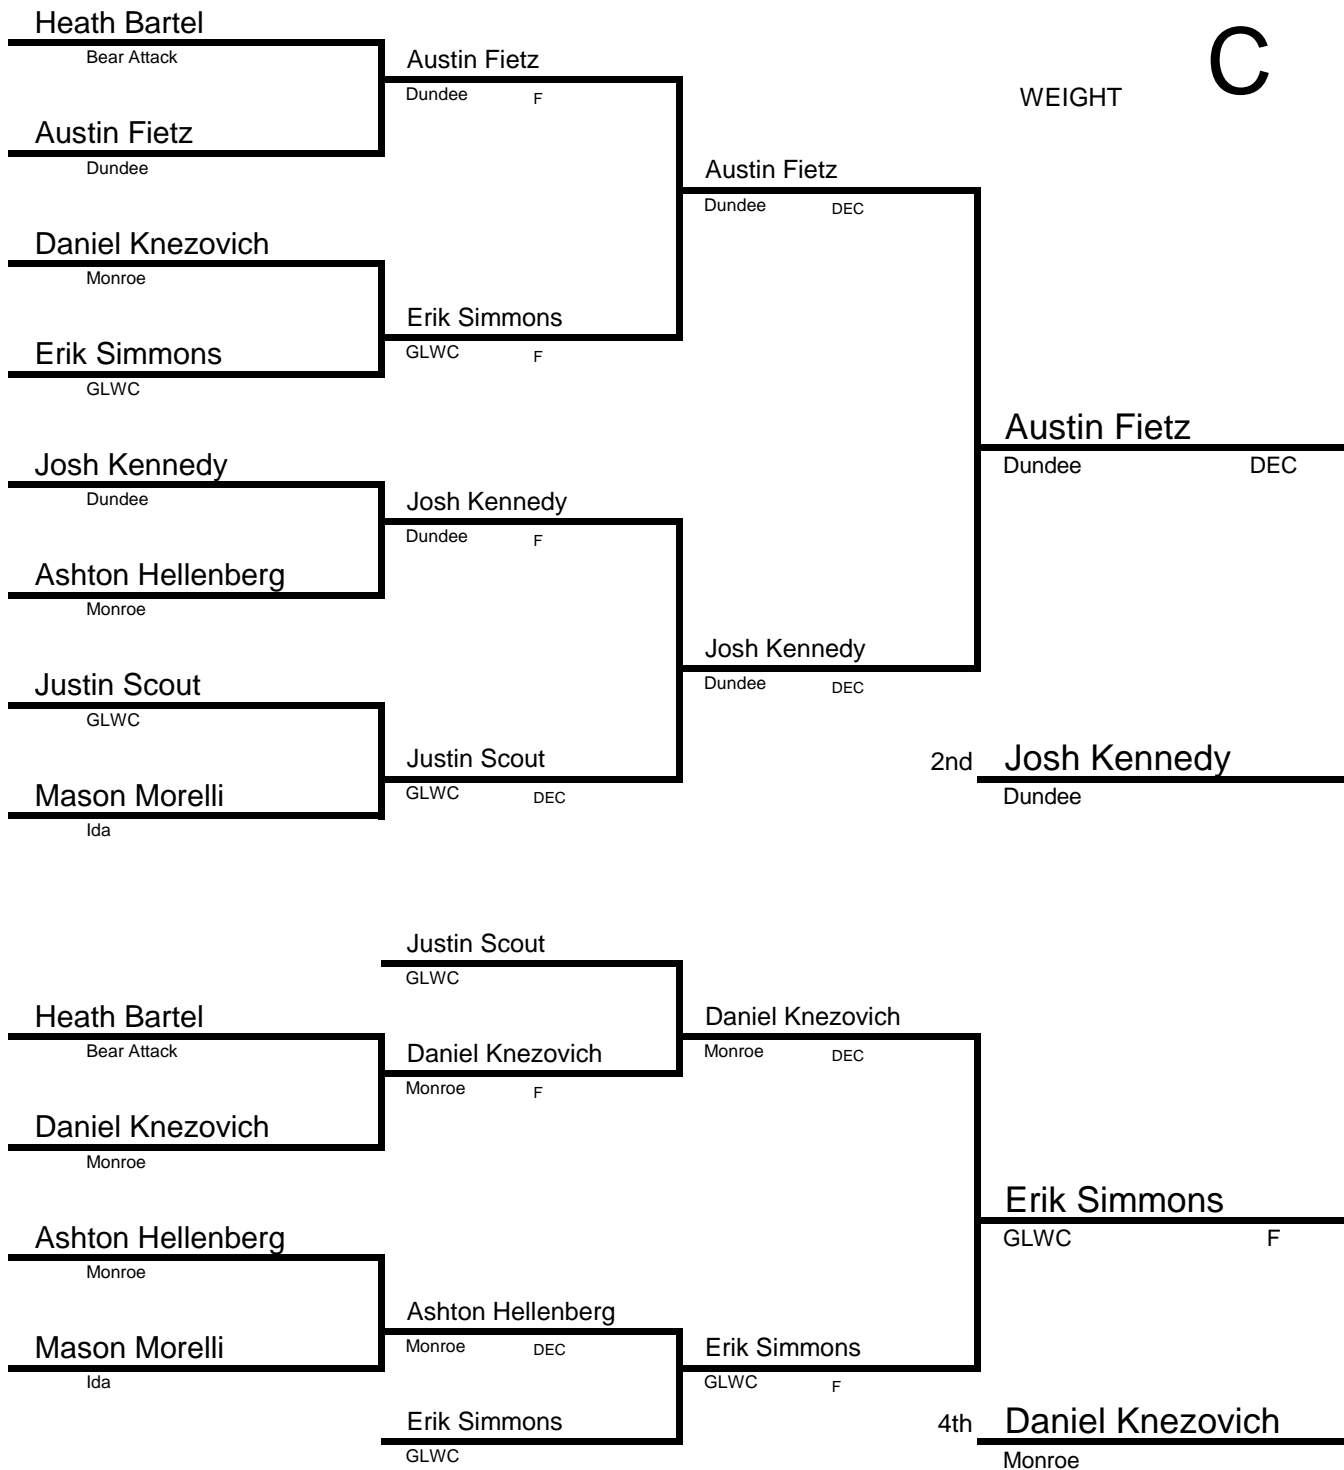 Heath Bartel
Bear Attack
Austin Fietz
Dundee F
C
WEIGHT
Austin Fietz
Dundee
Austin Fietz
Dundee DEC
Daniel Knezovich
Monroe
Erik Simmons
GLWC F
Erik Simmons
GLWC
Austin Fietz
Dundee DEC
Josh Kennedy
Dundee
Josh Kennedy
Dundee F
Ashton Hellenberg
Monroe
Josh Kennedy
Dundee DEC
Justin Scout
GLWC
Justin Scout
GLWC DEC
2nd Josh Kennedy
Dundee
Mason Morelli
Ida
Justin Scout
GLWC
Heath Bartel
Bear Attack
Daniel Knezovich
Monroe DEC
Daniel Knezovich
Monroe F
Daniel Knezovich
Monroe
Erik Simmons
GLWC F
Ashton Hellenberg
Monroe
Ashton Hellenberg
Monroe DEC
Mason Morelli
Ida
Erik Simmons
GLWC F
Erik Simmons
GLWC
4th Daniel Knezovich
Monroe